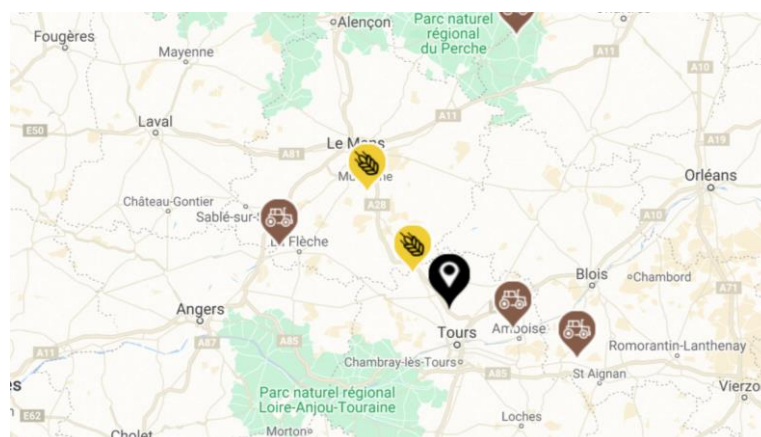 Alençon
Parc naturel
régional
du Perche
A11
A10
Fougères
Mayenne
A11
E50
Laval
A81
Le Mans
A19
Orléans
Château-Gontier
Sablé-sur-
A28
A10
La Flèche
Blois
Chambord
A71
Angers
Tours
Amboise
A11
A87
A85
Chambray-lès-Tours
Romorantin-Lanthenay
A85
St Aignan
Vierzo
es
Parc naturel régional
Loire-Anjou-Touraine
E62
Loches
Cholet
Morton